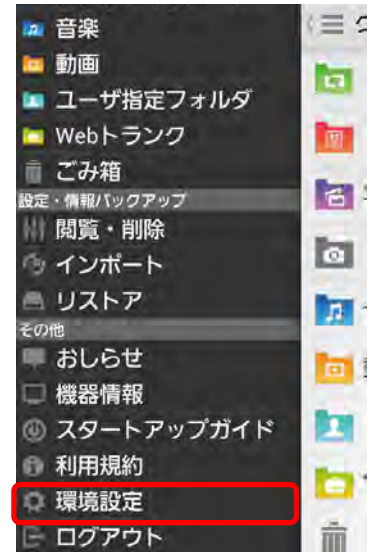 音楽
動画
ユーザ指定フォルダ
Webトランク
ごみ箱
設定・情報バックアップ
閲覧・削除
インポート
リストア
その他
おしらせ
機器情報
スタートアップガイド
利用規約
環境設定
ログアウト